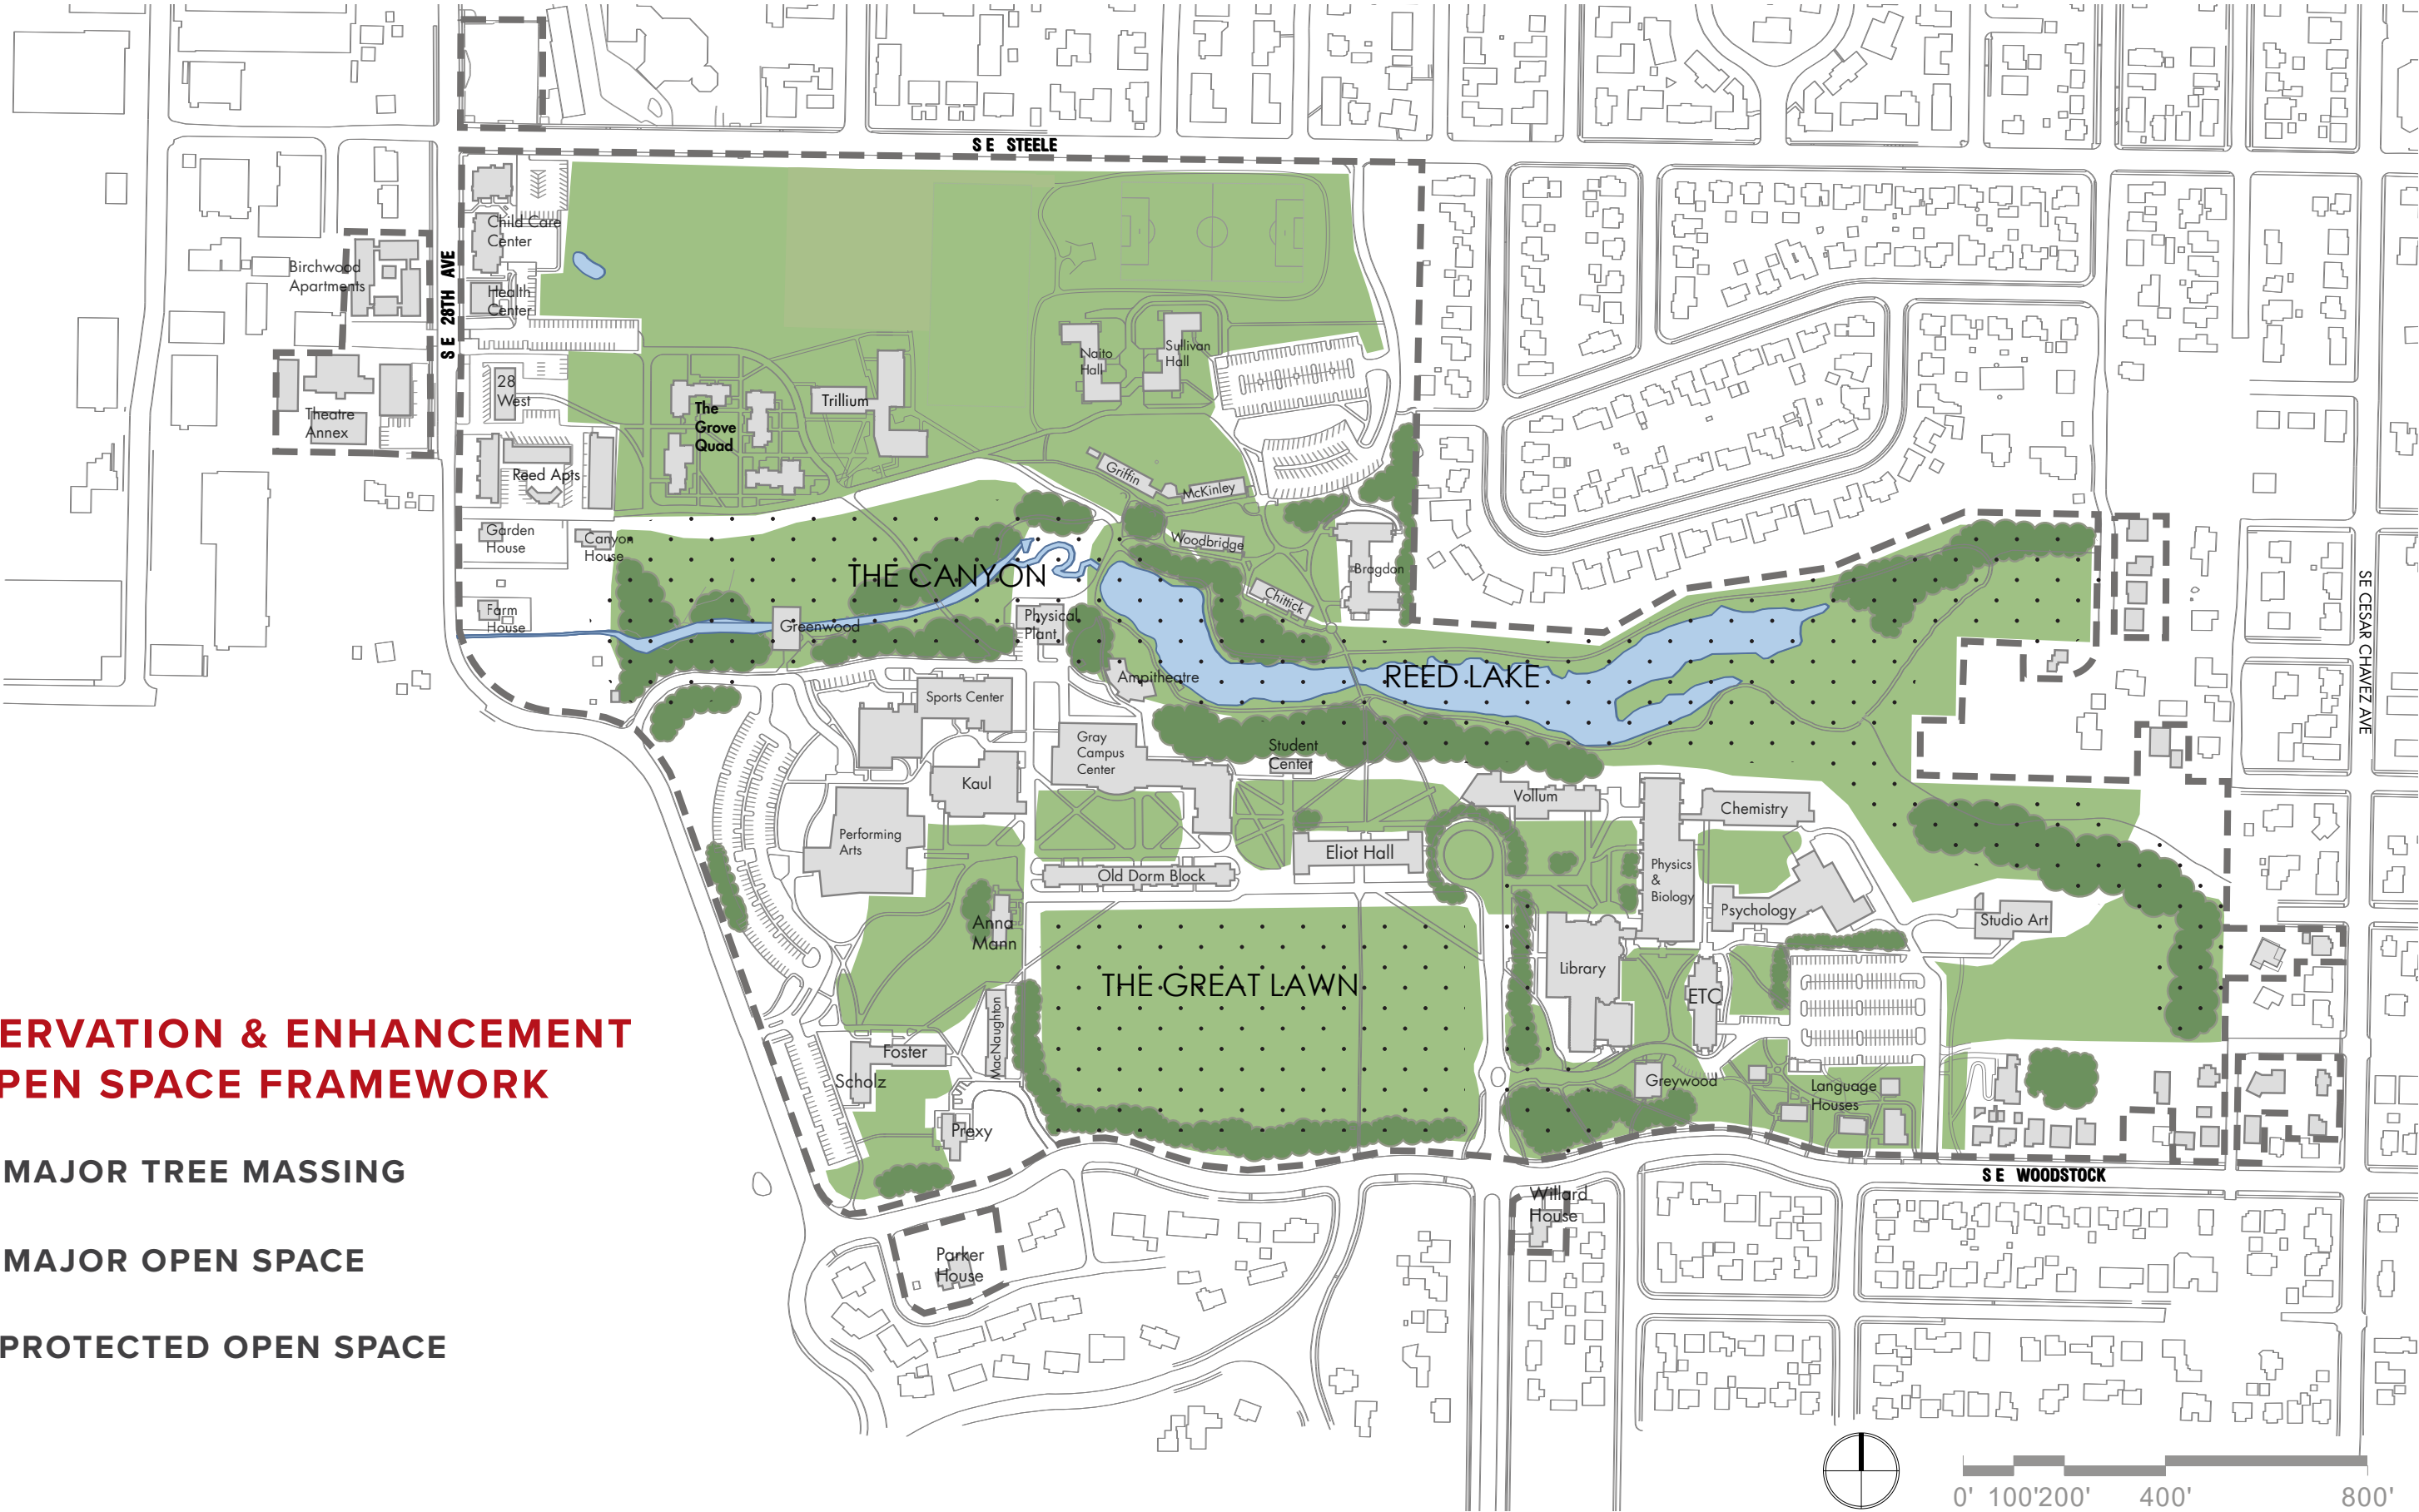 SE STEELE
SE 28TH AVE
Child Care
Center
Birchwood
Apartments
Health
Center
28
West
Theatre
Annex
The
Grove
Quad
Trillium
Naito
Hall
Sullivan
Hall
Reed Apts
Griffin
McKinley
Garden
House
Canyon
House
Woodbridge
Bragdon
THE CANYON
Chittick
Farm
House
Greenwood
Physical
Plant
SE CESAR CHAVEZ AVE
Ampitheatre
REED LAKE
Sports Center
Gray
Campus
Center
Student
Center
Kaul
Vollum
Chemistry
Performing
Arts
Eliot Hall
Old Dorm Block
Physics
&
Biology
Psychology
Studio Art
Anna
Mann
THE GREAT LAWN
Library
ETC
MacNaughton
Foster
Scholz
Greywood
Language
Houses
Prexy
SE WOODSTOCK
Willard
House
Parker
House
ERVATION & ENHANCEMENT
PEN SPACE FRAMEWORK
MAJOR TREE MASSING
MAJOR OPEN SPACE
PROTECTED OPEN SPACE
0' 100' 200' 400' 800'